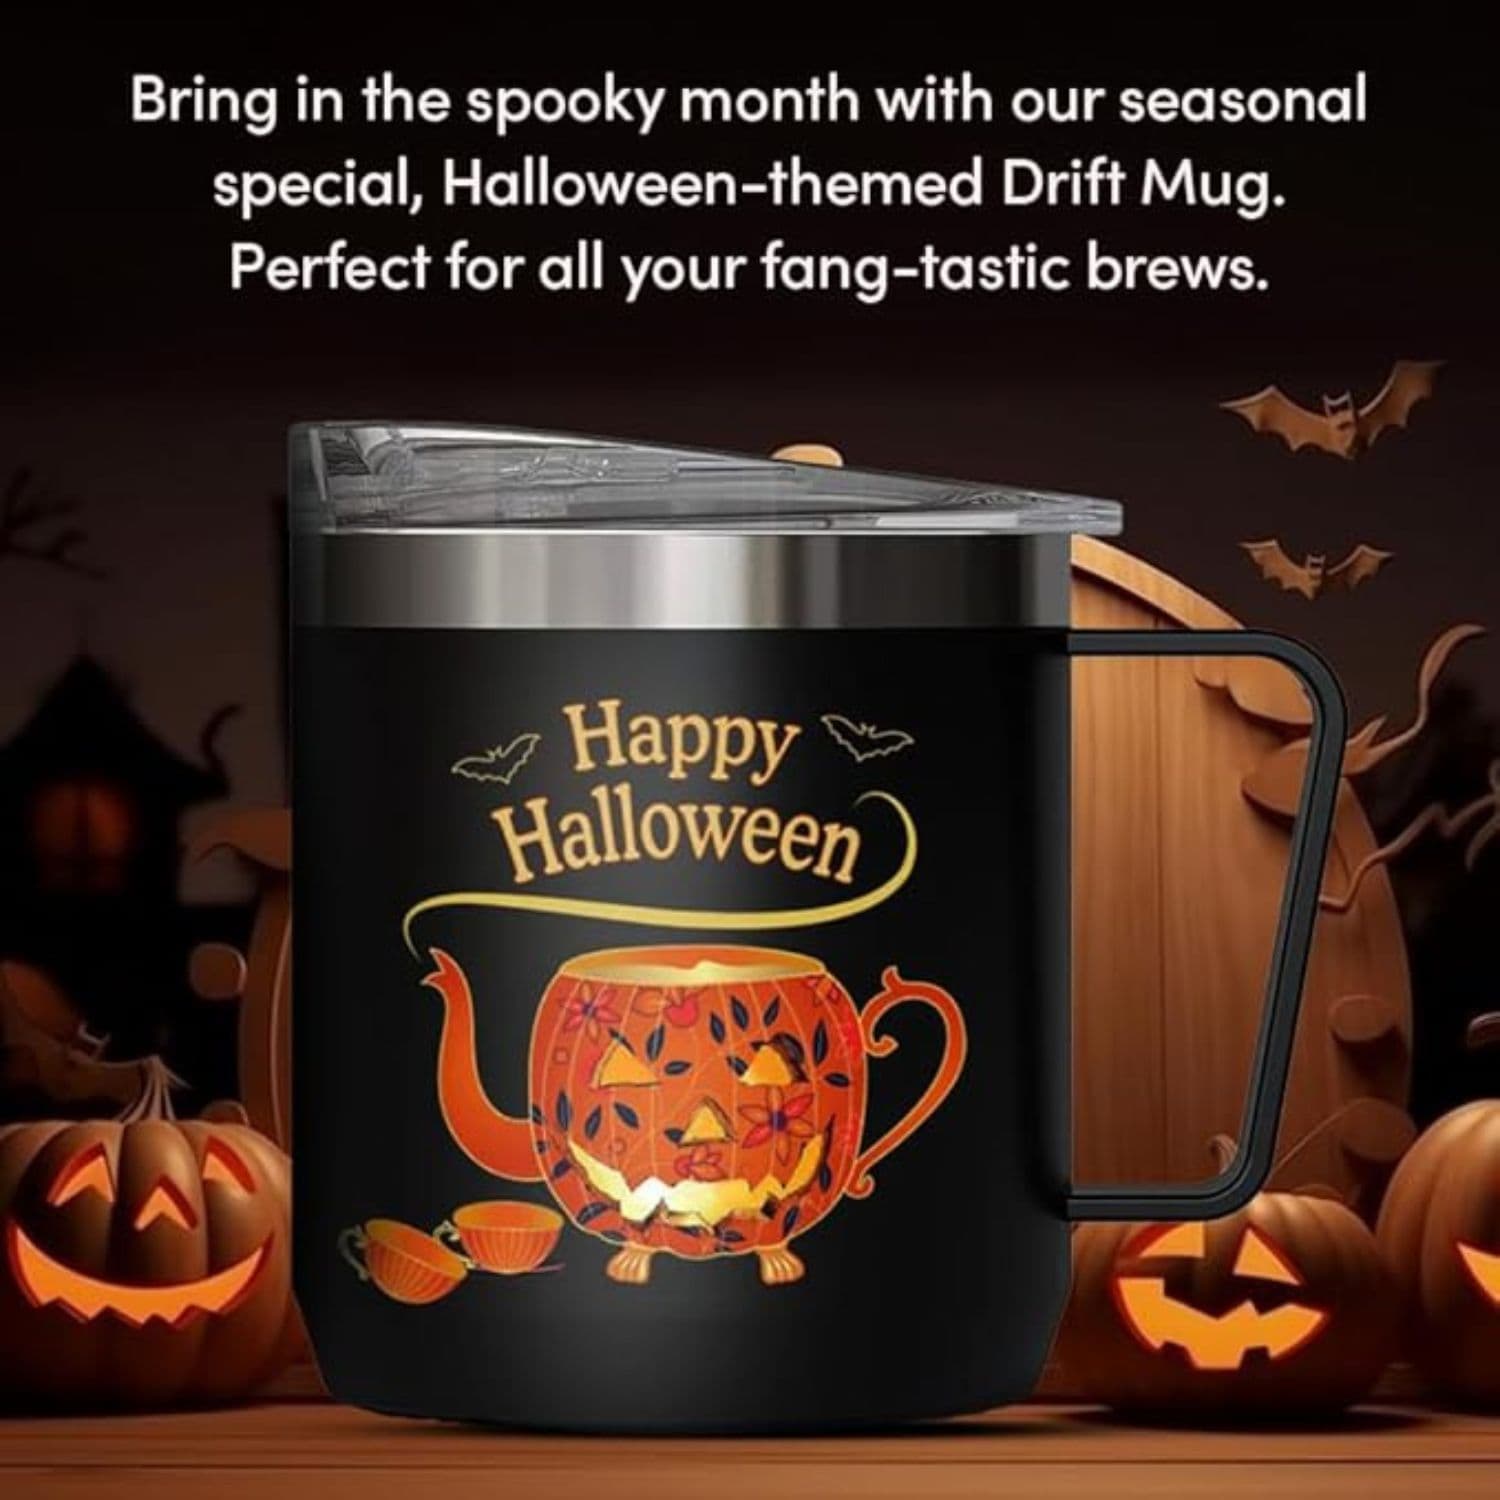 Bring in the spooky month with our seasonal
special, Halloween-themed Drift Mug.
Perfect for all your fang-tastic brews.
Happy
Halloween